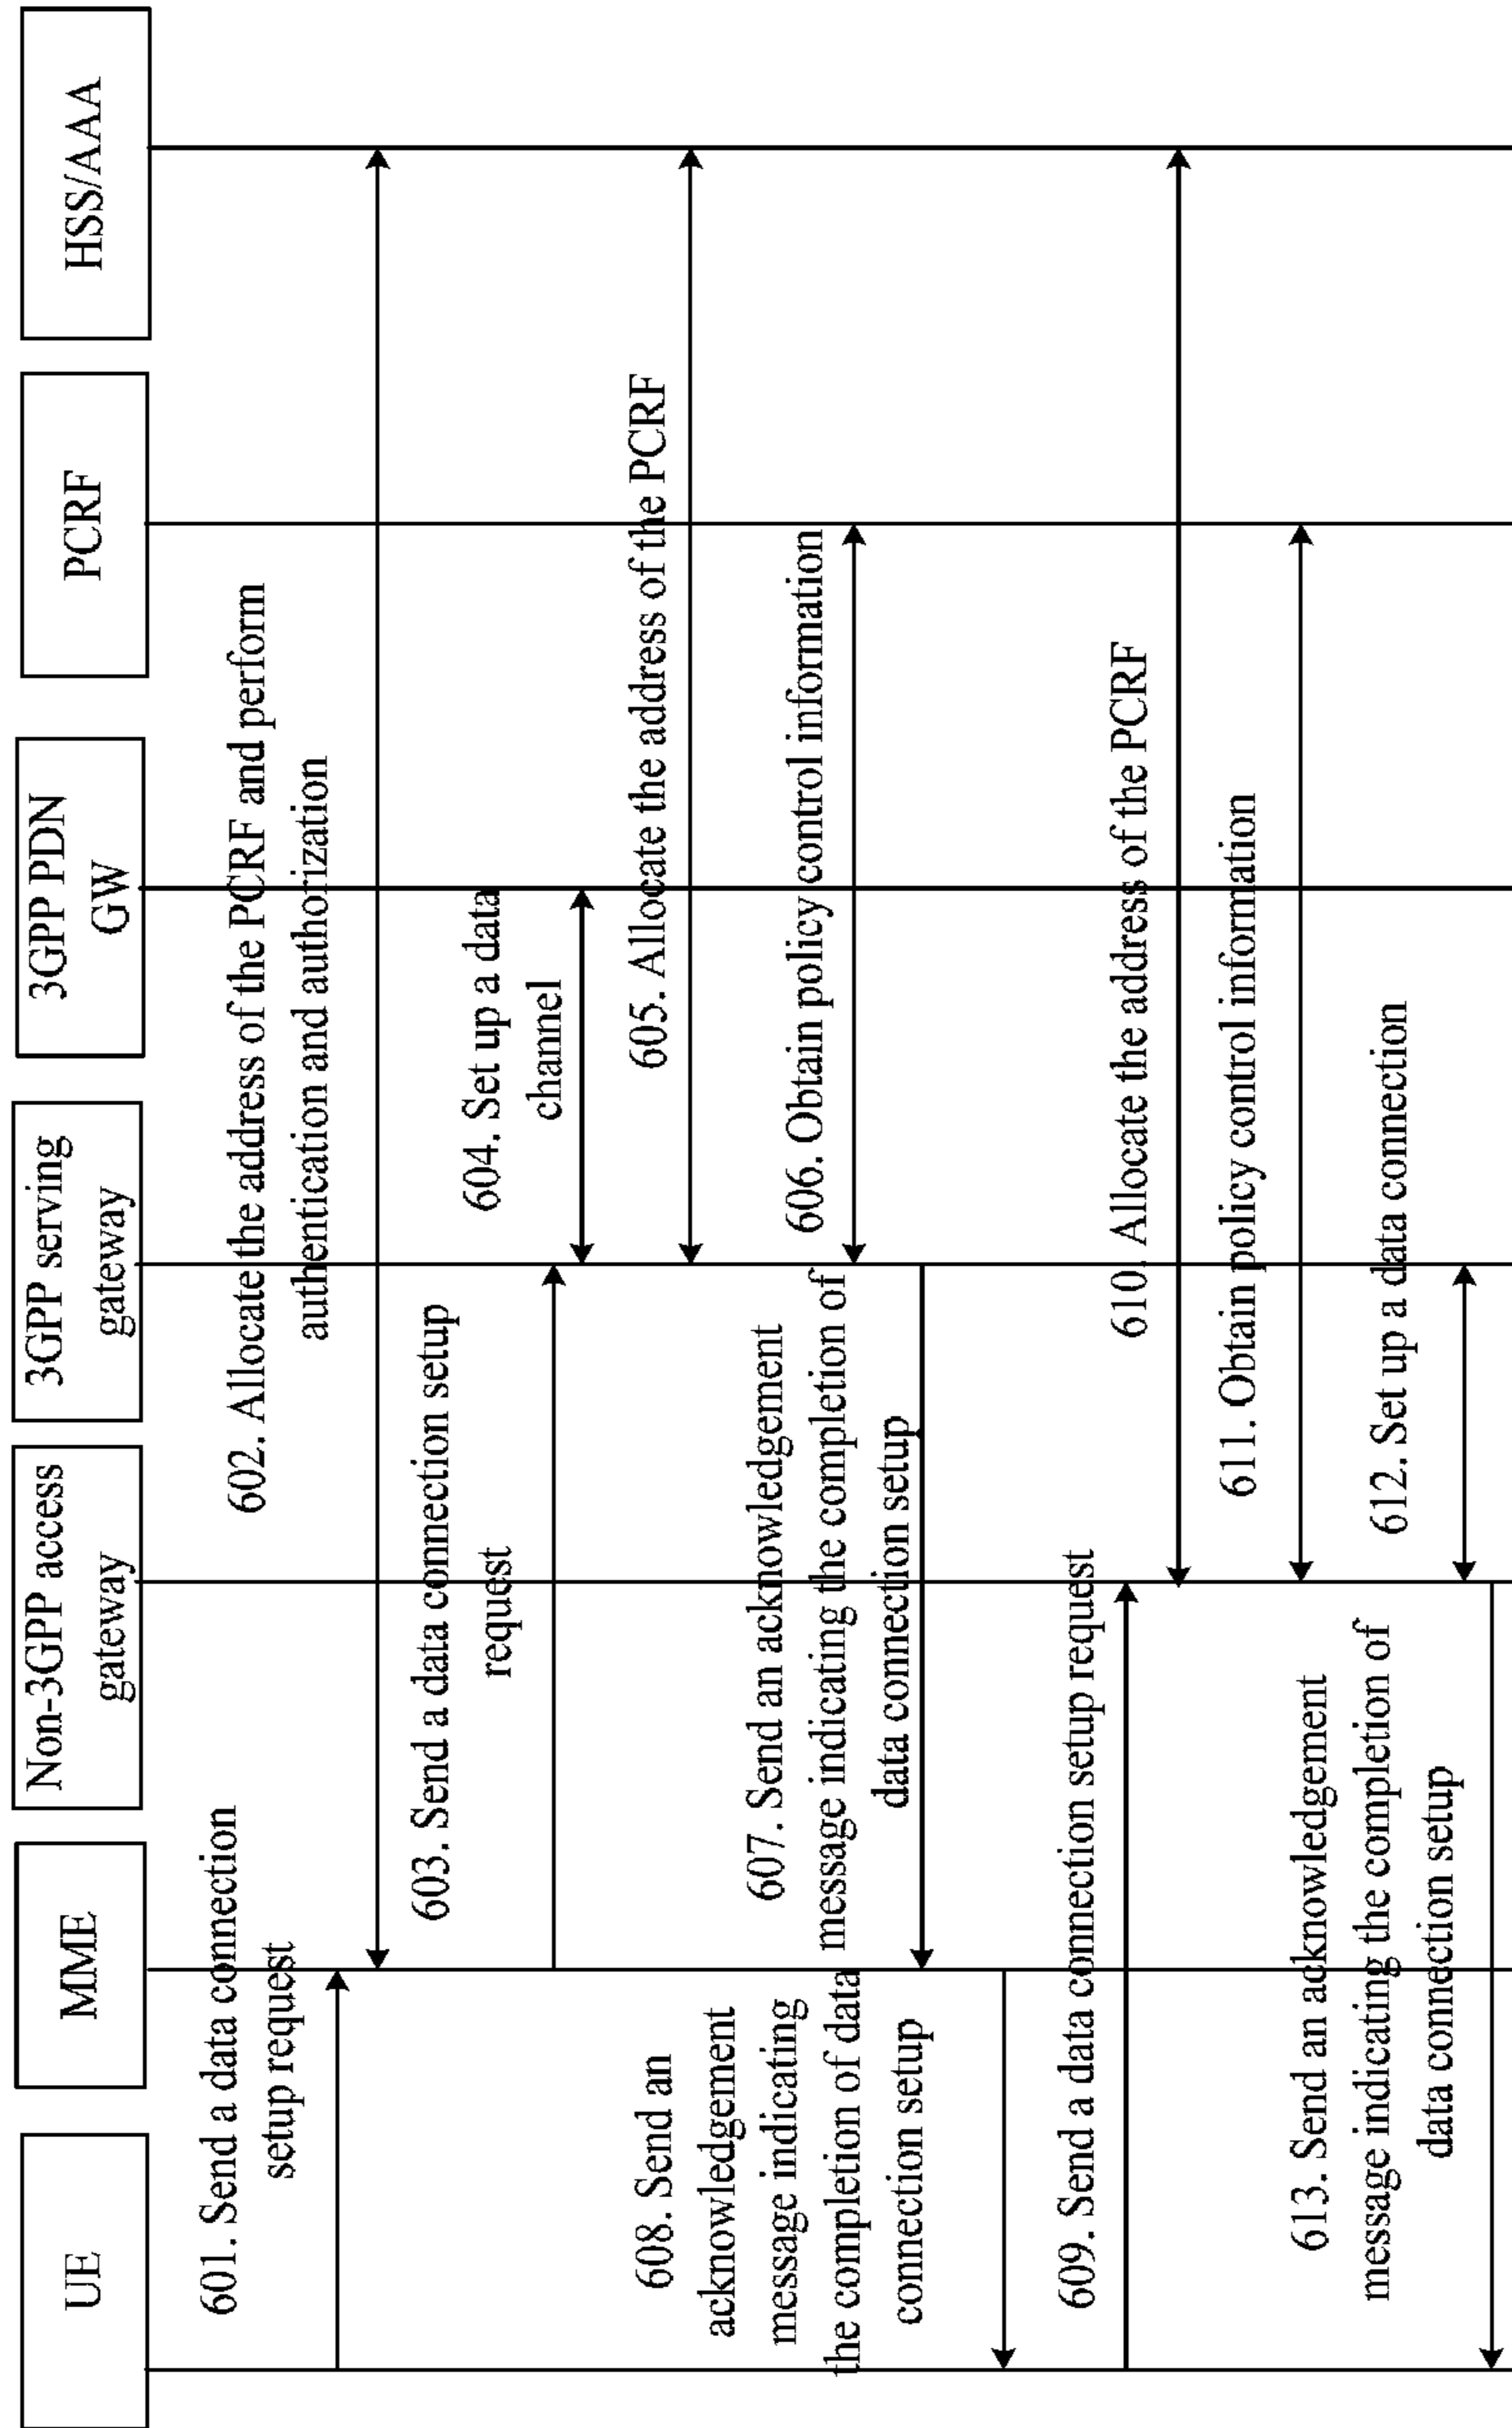 UE
MME
Non-3GPP access
gateway
3GPP serving
gateway
3GPP PDN
GW
PCRF
HSS/AAA
601. Send a data connection
setup request
602. Allocate the address of the PCRF and perform
authentication and authorization
603. Send a data connection setup
request
604. Set up a data
channel
605. Allocate the address of the PCRF
606. Obtain policy control information
607. Send an acknowledgement
message indicating the completion of
data connection setup
608. Send an
acknowledgement
message indicating
the completion of data
connection setup
609. Send a data connection setup request
610. Allocate the address of the PCRF
611. Obtain policy control information
612. Set up a data connection
613. Send an acknowledgement
message indicating the completion of
data connection setup